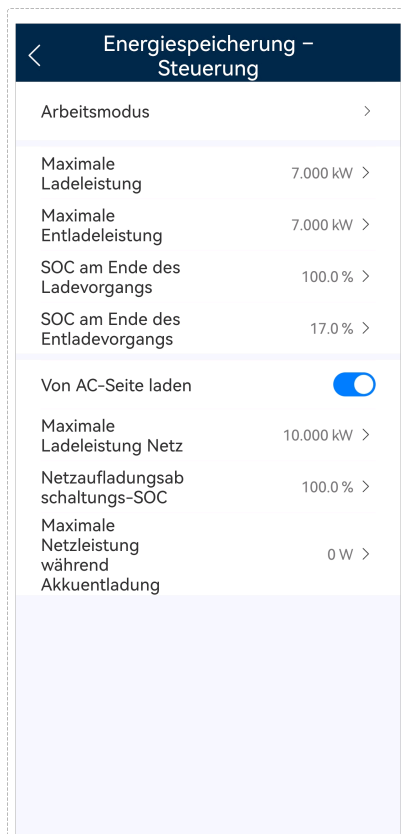 Energiespeicherung –
Steuerung
Arbeitsmodus
Maximale
Ladeleistung
7.000 kW
Maximale
Entladeleistung
7.000 kW
SOC am Ende des
Ladevorgangs
100.0 %
SOC am Ende des
Entladevorgangs
17.0 %
Von AC-Seite laden
Maximale
Ladeleistung Netz
10.000 kW
Netzaufladungsab
schaltungs-SOC
100.0 %
Maximale
Netzleistung
während
Akkuentladung
0 W